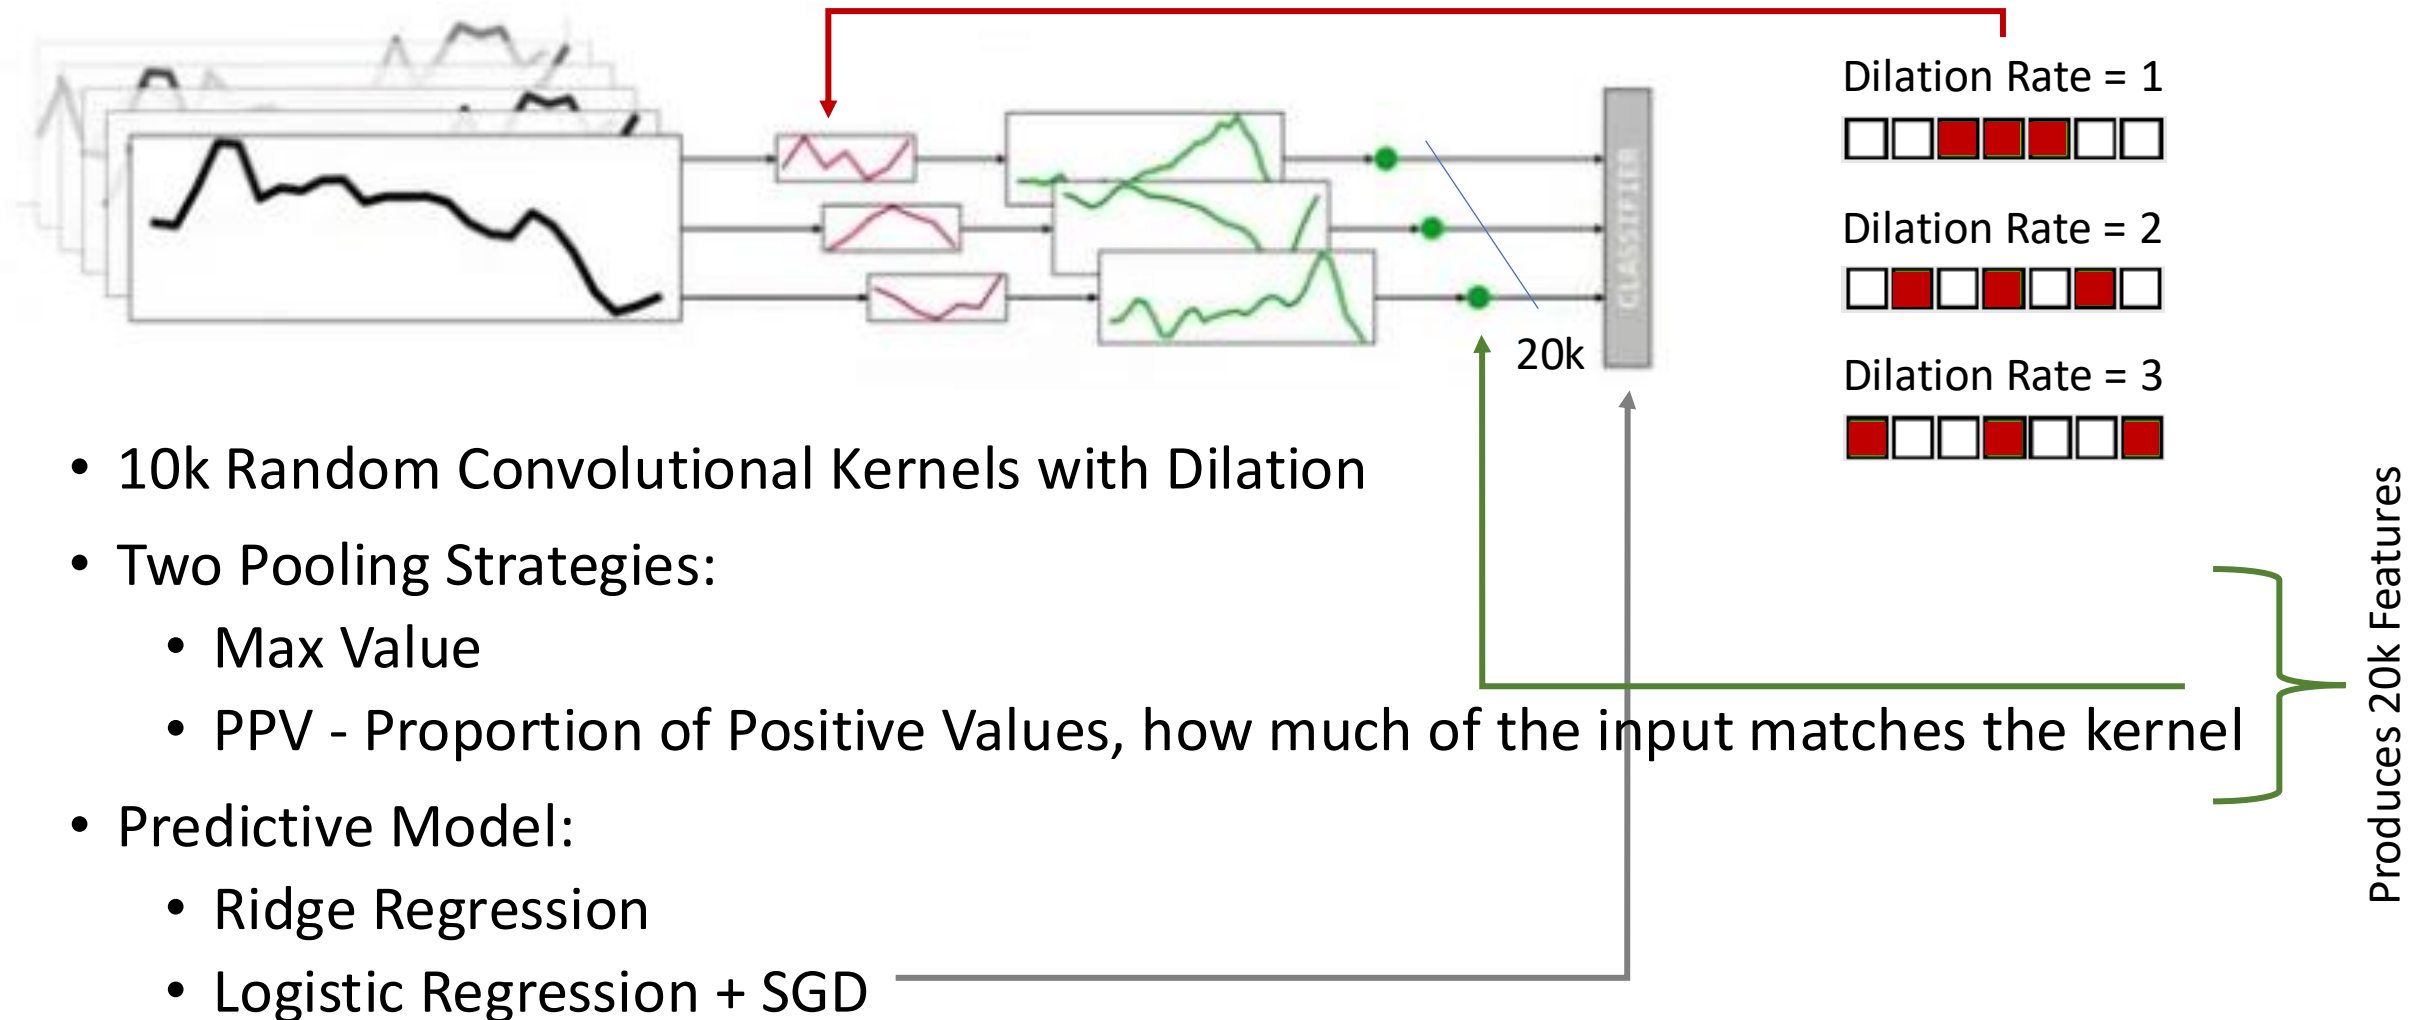 Dilation Rate = 1
Dilation Rate = 2
Dilation Rate = 3
CLASSIFIER
20k
• 10k Random Convolutional Kernels with Dilation
• Two Pooling Strategies:
• Max Value
• PPV - Proportion of Positive Values, how much of the input matches the kernel
• Predictive Model:
• Ridge Regression
• Logistic Regression + SGD
Produces 20k Features